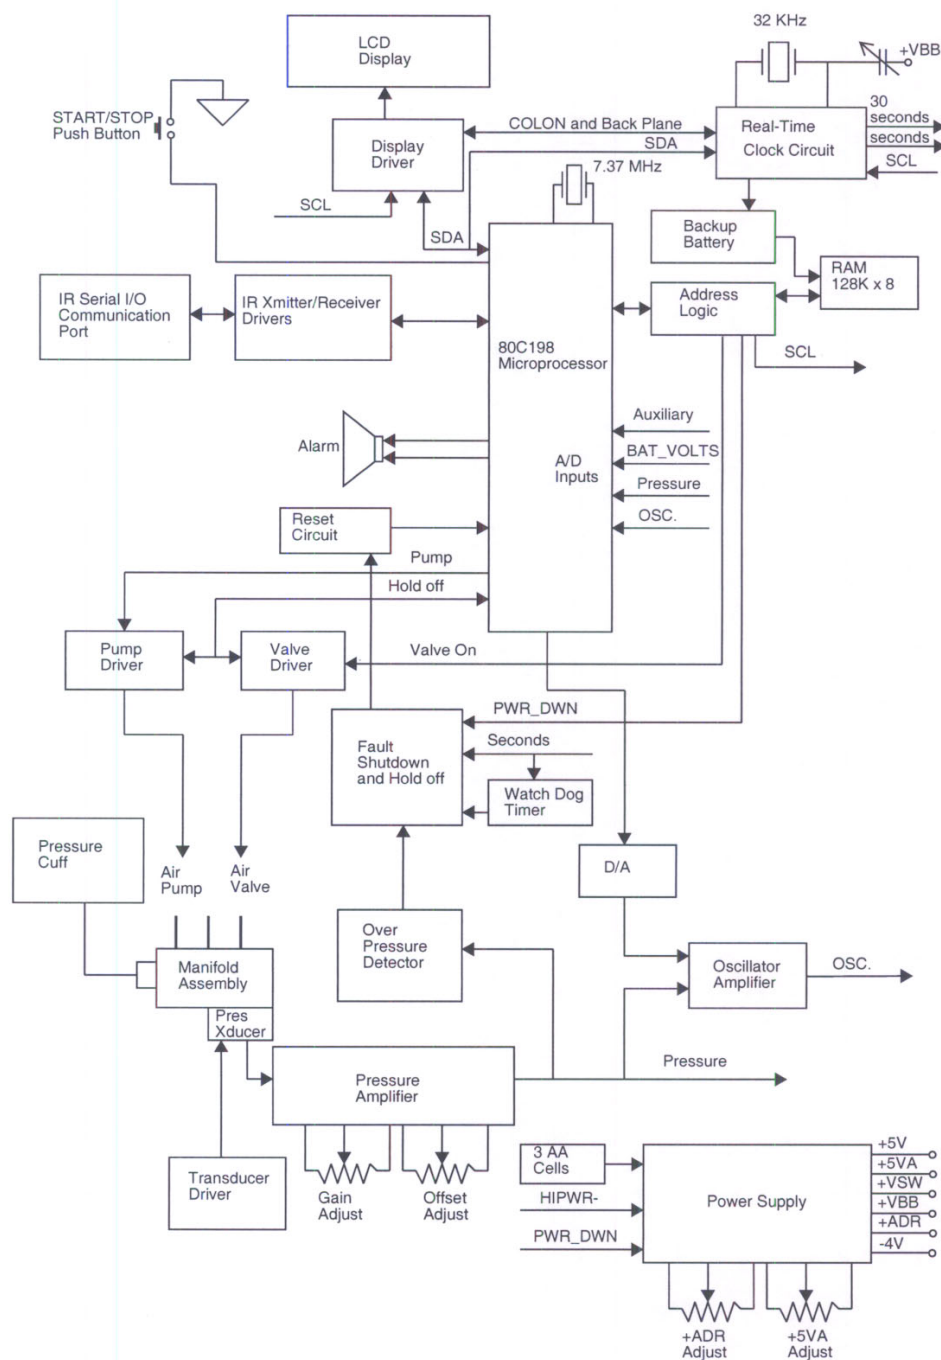 32 KHz
LCD
Display
+VBB
START/STOP
Push Button
30
seconds
seconds
COLON and Back Plane
Real-Time
Clock Circuit
Display
Driver
SDA
SCL
7.37 MHz
SCL
SDA
Backup
Battery
RAM
128K x 8
IR Serial I/O
Communication
Port
IR Xmitter/Receiver
Drivers
Address
Logic
80C198
Microprocessor
SCL
Alarm
Auxiliary
BAT_VOLTS
A/D
Inputs
Pressure
OSC.
Reset
Circuit
Pump
Hold off
Pump
Driver
Valve
Driver
Valve On
PWR_DWN
Fault
Shutdown
and Hold off
Seconds
Watch Dog
Timer
Pressure
Cuff
Air
Pump
Air
Valve
D/A
Over
Pressure
Detector
Manifold
Assembly
Oscillator
Amplifier
OSC.
Pres
Xducer
Pressure
Amplifier
Pressure
Transducer
Driver
Gain
Adjust
Offset
Adjust
3 AA
Cells
HIPWR-
PWR_DWN
Power Supply
+5V
+5VA
+VSW
+VBB
+ADR
-4V
+ADR
Adjust
+5VA
Adjust